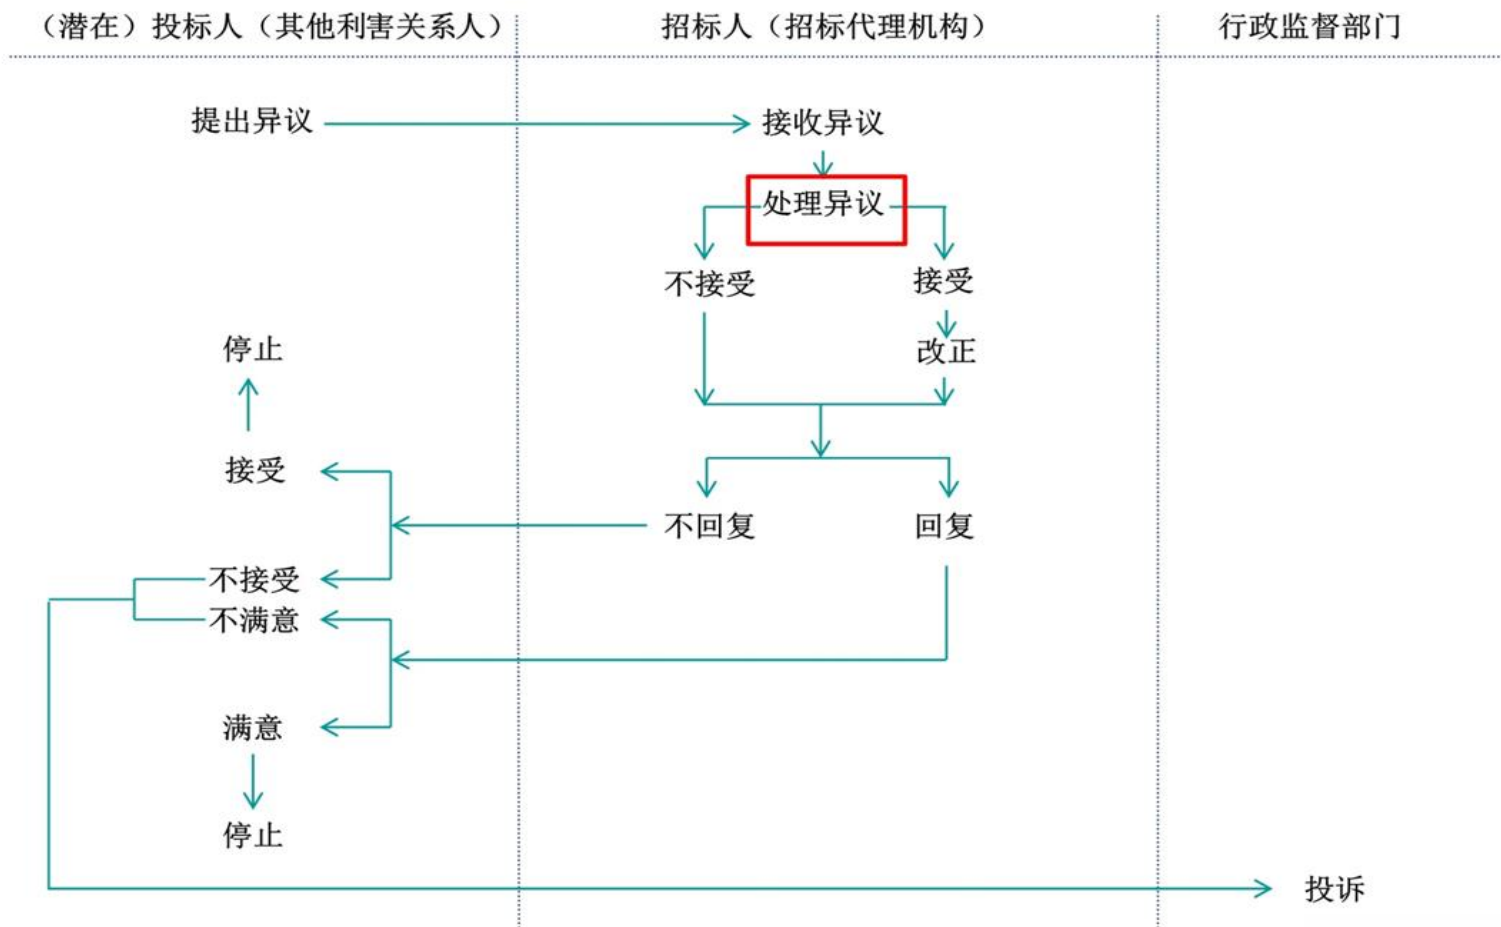 （潜在）投标人（其他利害关系人）
招标人（招标代理机构）
行政监督部门
提出异议
接收异议
处理异议
不接受
接受
停止
改正
接受
不回复
回复
不接受
不满意
满意
停止
投诉